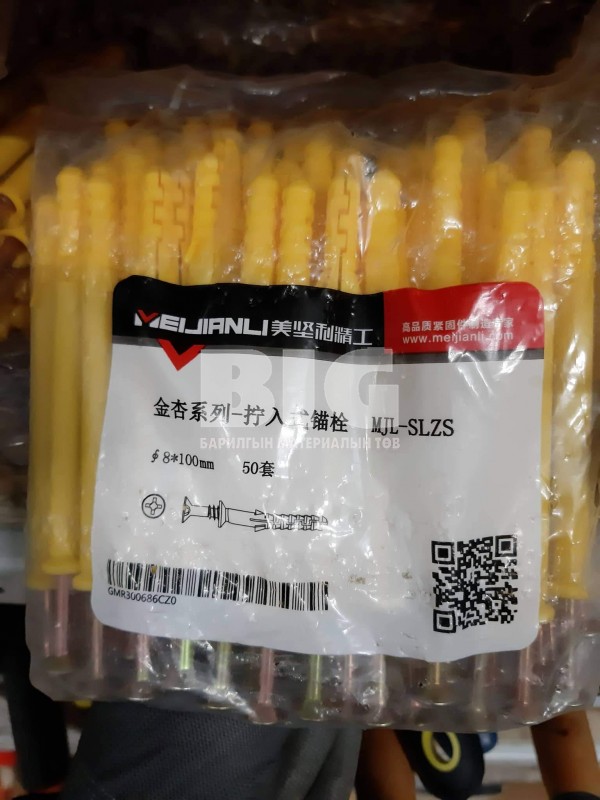 MEIJIANLI 美坚利精工
高品质紧固件制造专家
www.meijianli.com
BIG
БАРИЛГЫН МАТЕРИАЛЫН ТӨВ
金杏系列-拧入式锚栓 MJL-SLZS
∮8*100mm 50套
GMR300686CZ0